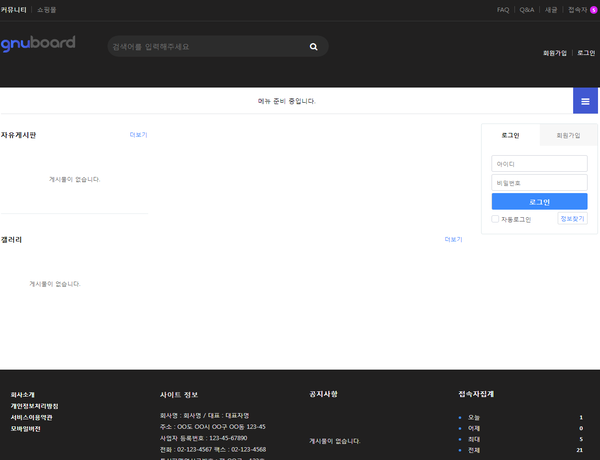 커뮤니티 쇼핑몰 FAQ Q&A 새글 접속자 5
gnuboard
검색어를 입력해주세요
회원가입 로그인
메뉴 준비 중입니다.
자유게시판 더보기
게시물이 없습니다.
갤러리 더보기
게시물이 없습니다.
로그인 회원가입
아이디
비밀번호
로그인
자동로그인 정보찾기
회사소개
개인정보처리방침
서비스이용약관
모바일버전
사이트 정보
회사명 : 회사명 / 대표 : 대표자명
주소 : OO도 OO시 OO구 OO동 123-45
사업자 등록번호 : 123-45-67890
전화 : 02-123-4567 팩스 : 02-123-4568
공지사항
게시물이 없습니다.
접속자집계
오늘 1
어제 0
최대 5
전체 21